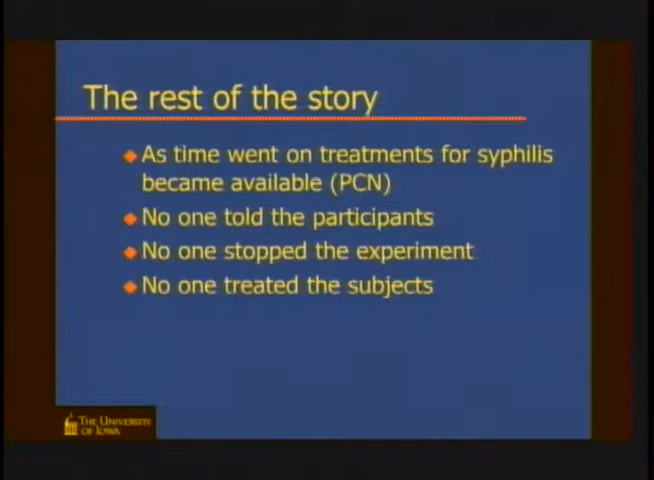 The rest of the story
As time went on treatments for syphilis
became available (PCN)
No one told the participants
No one stopped the experiment
No one treated the subjects
THE UNIVERSITY
OF IOWA